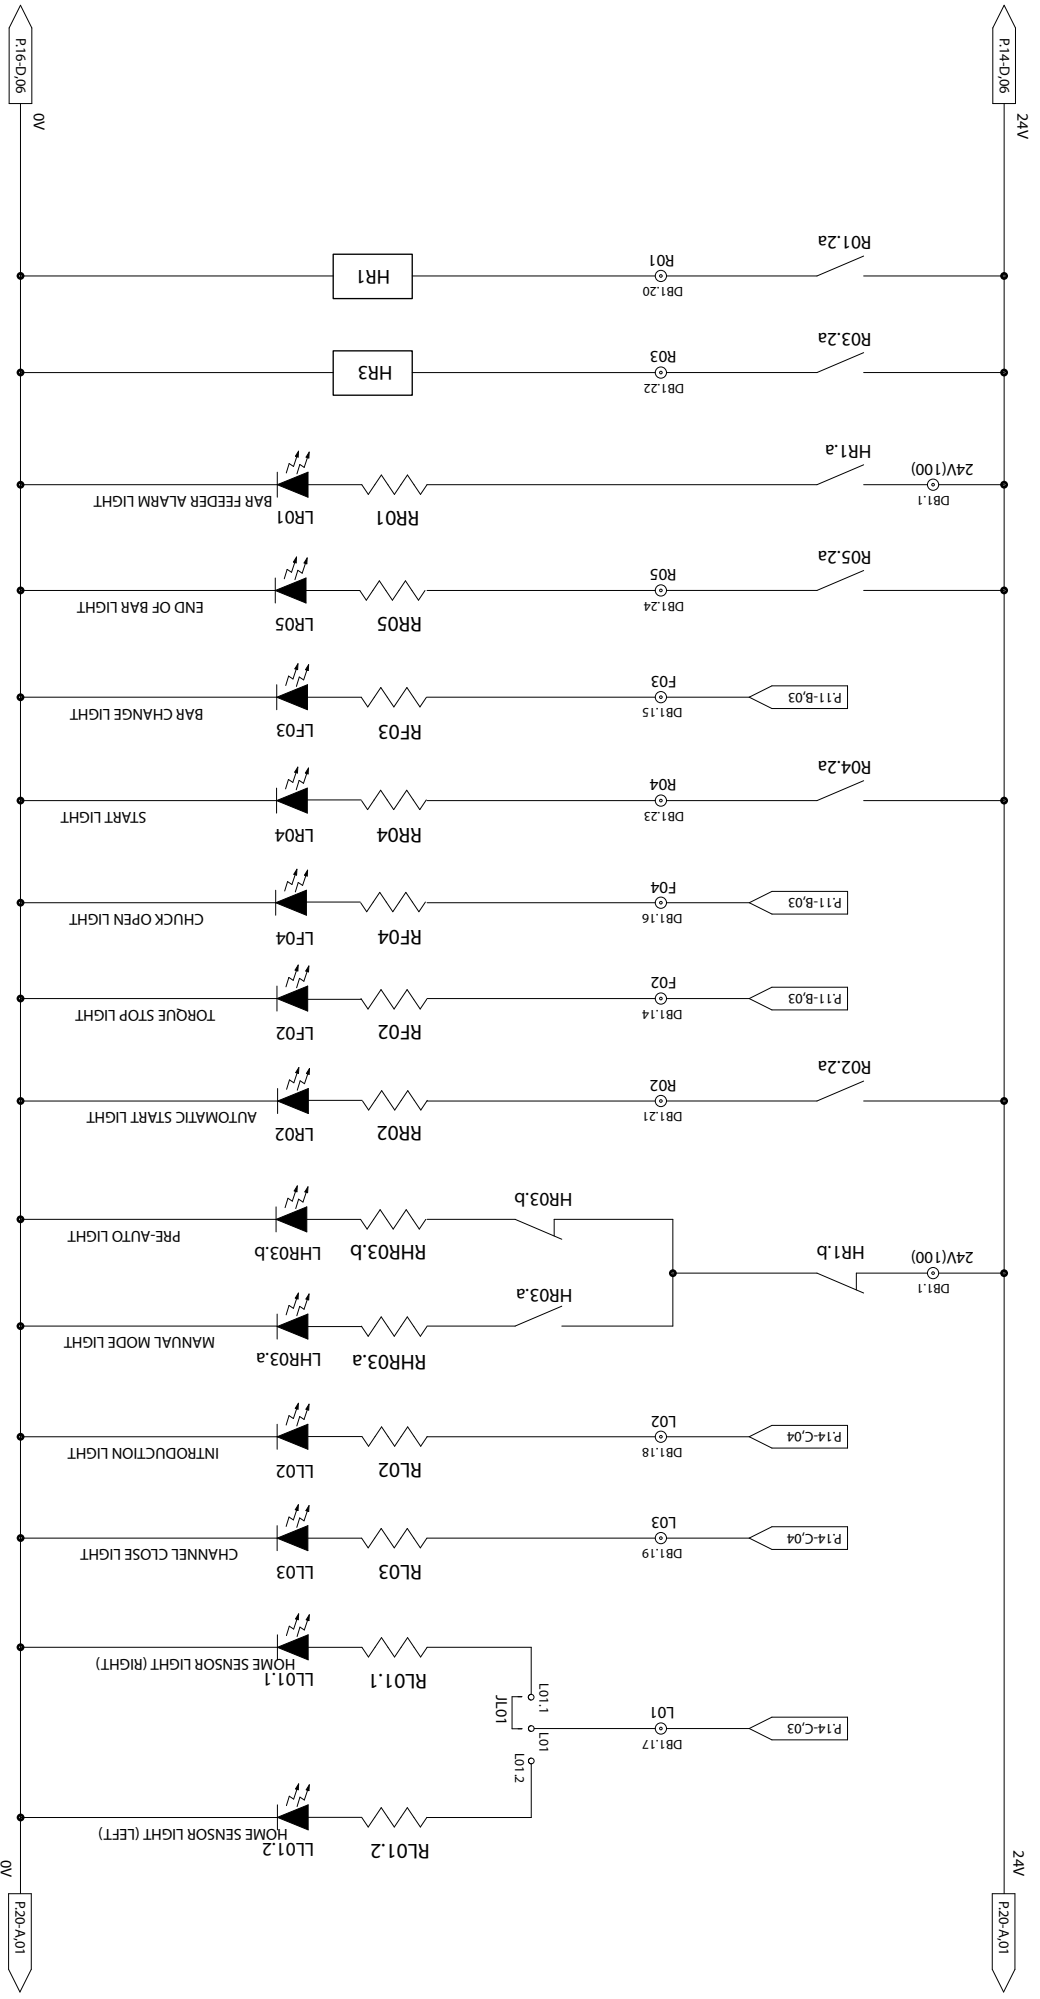 P.16-D,06
0V
P.14-D,06
24V
R01.2a
R01
DB1.20
HR1
R03.2a
R03
DB1.22
HR3
24V(100)
DB1.1
HR1.a
RR01
LR01
BAR FEEDER ALARM LIGHT
R05.2a
R05
DB1.24
RR05
LR05
END OF BAR LIGHT
P.11-B,03
F03
DB1.15
RF03
LF03
BAR CHANGE LIGHT
R04.2a
R04
DB1.23
RR04
LR04
START LIGHT
P.11-B,03
F04
DB1.16
RF04
LF04
CHUCK OPEN LIGHT
P.11-B,03
F02
DB1.14
RF02
LF02
TORQUE STOP LIGHT
R02.2a
R02
DB1.21
RR02
LR02
AUTOMATIC START LIGHT
24V(100)
DB1.1
HR1.b
HR03.b
RHR03.b
LHR03.b
PRE-AUTO LIGHT
HR03.a
RHR03.a
LHR03.a
MANUAL MODE LIGHT
P.14-C,04
L02
DB1.18
RL02
LL02
INTRODUCTION LIGHT
P.14-C,04
L03
DB1.19
RL03
LL03
CHANNEL CLOSE LIGHT
P.14-C,03
L01
DB1.17
JL01
L01.1
L01
L01.2
RL01.1
LL01.1
HOME SENSOR LIGHT (RIGHT)
RL01.2
LL01.2
HOME SENSOR LIGHT (LEFT)
0V
P.20-A,01
24V
P.20-A,01